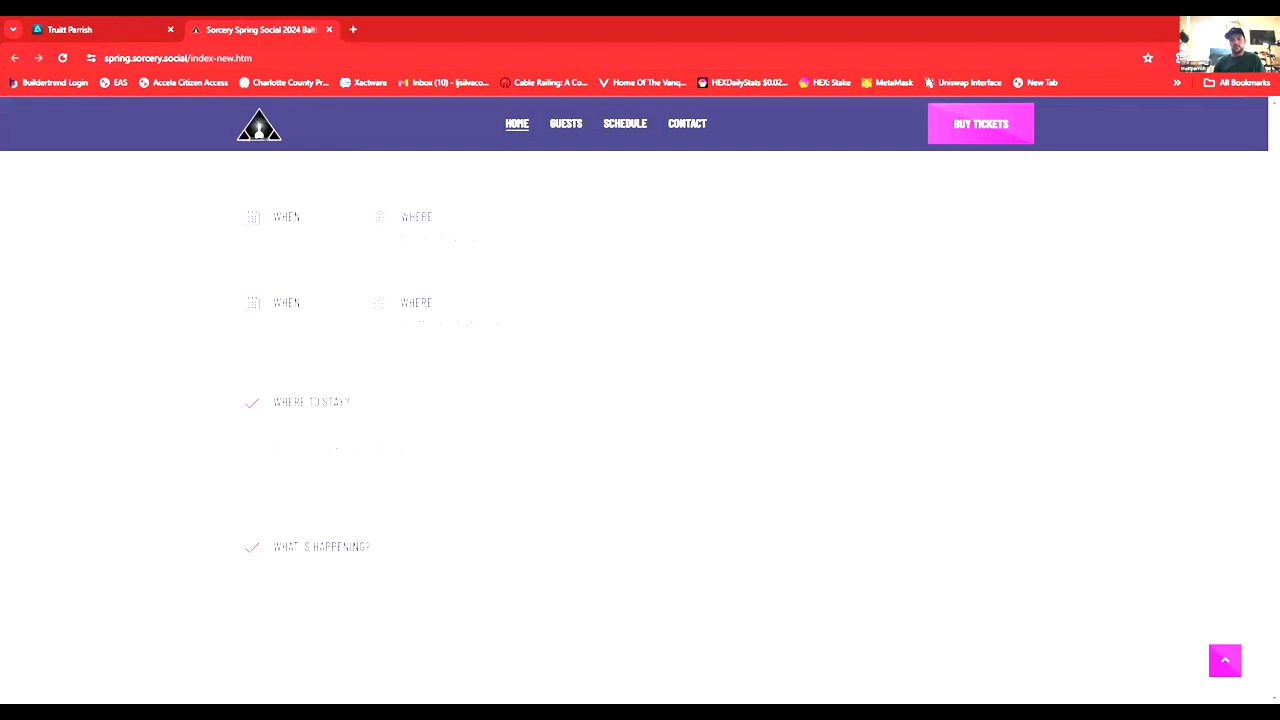 Truitt Parrish
Sorcery Spring Social 2024 Balti
spring.sorcery.social/index-new.htm
Buildertrend Login EAS Accela Citizen Access Charlotte County Pr... Xactware Inbox (10) - ljsilvaco... Cable Railing: A Co... Home Of The Vanq... HEXDailyStats $0.02... HEX: Stake MetaMask Uniswap Interface New Tab » All Bookmarks
HOME GUESTS SCHEDULE CONTACT BUY TICKETS
WHEN WHERE
WHEN WHERE
WHERE TO STAY?
WHAT IS HAPPENING?